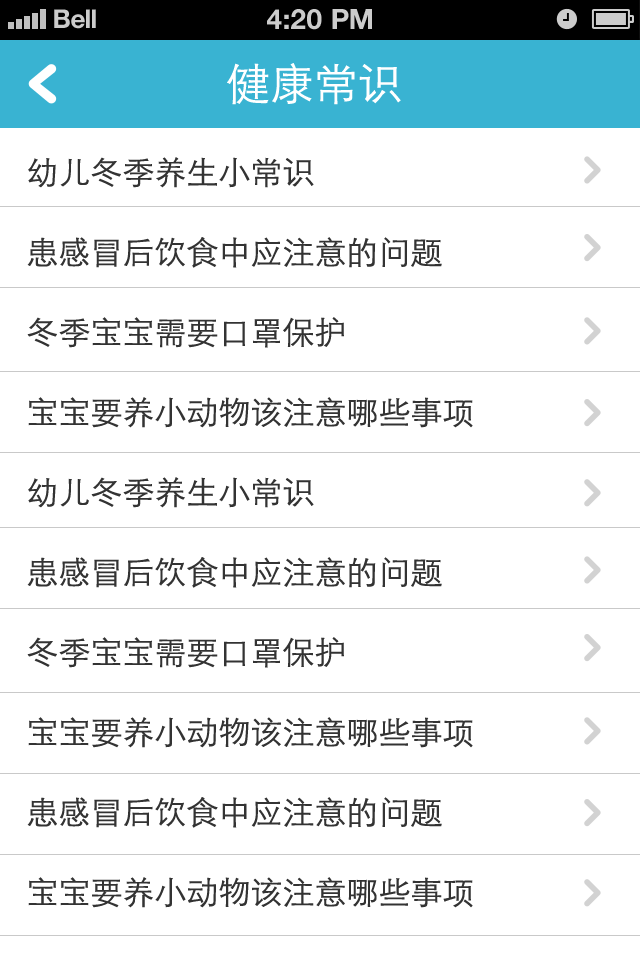 Bell 4:20 PM
健康常识
幼儿冬季养生小常识
患感冒后饮食中应注意的问题
冬季宝宝需要口罩保护
宝宝要养小动物该注意哪些事项
幼儿冬季养生小常识
患感冒后饮食中应注意的问题
冬季宝宝需要口罩保护
宝宝要养小动物该注意哪些事项
患感冒后饮食中应注意的问题
宝宝要养小动物该注意哪些事项